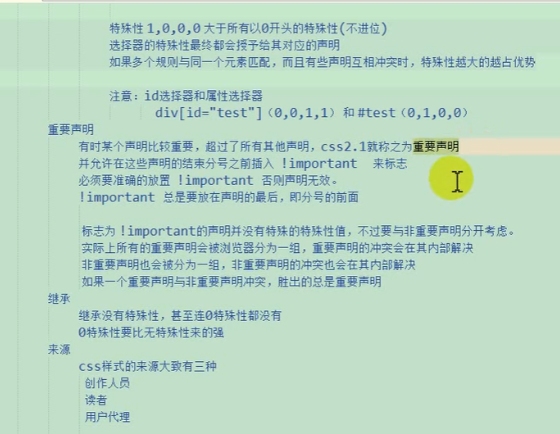 特殊性 1,0,0,0 大于所有以0开头的特殊性(不进位)
选择器的特殊性最终都会授予给其对应的声明
如果多个规则与同一个元素匹配，而且有些声明互相冲突时，特殊性越大的越占优势
注意：id选择器和属性选择器
div[id="test"]（0,0,1,1）和 #test（0,1,0,0）
重要声明
有时某个声明比较重要，超过了所有其他声明，css2.1就称之为重要声明
并允许在这些声明的结束分号之前插入 !important 来标志
必须要准确的放置 !important 否则声明无效。
!important 总是要放在声明的最后，即分号的前面
标志为 !important的声明并没有特殊的特殊性值，不过要与非重要声明分开考虑。
实际上所有的重要声明会被浏览器分为一组，重要声明的冲突会在其内部解决
非重要声明也会被分为一组，非重要声明的冲突也会在其内部解决
如果一个重要声明与非重要声明冲突，胜出的总是重要声明
继承
继承没有特殊性，甚至连0特殊性都没有
0特殊性要比无特殊性来的强
来源
css样式的来源大致有三种
创作人员
读者
用户代理